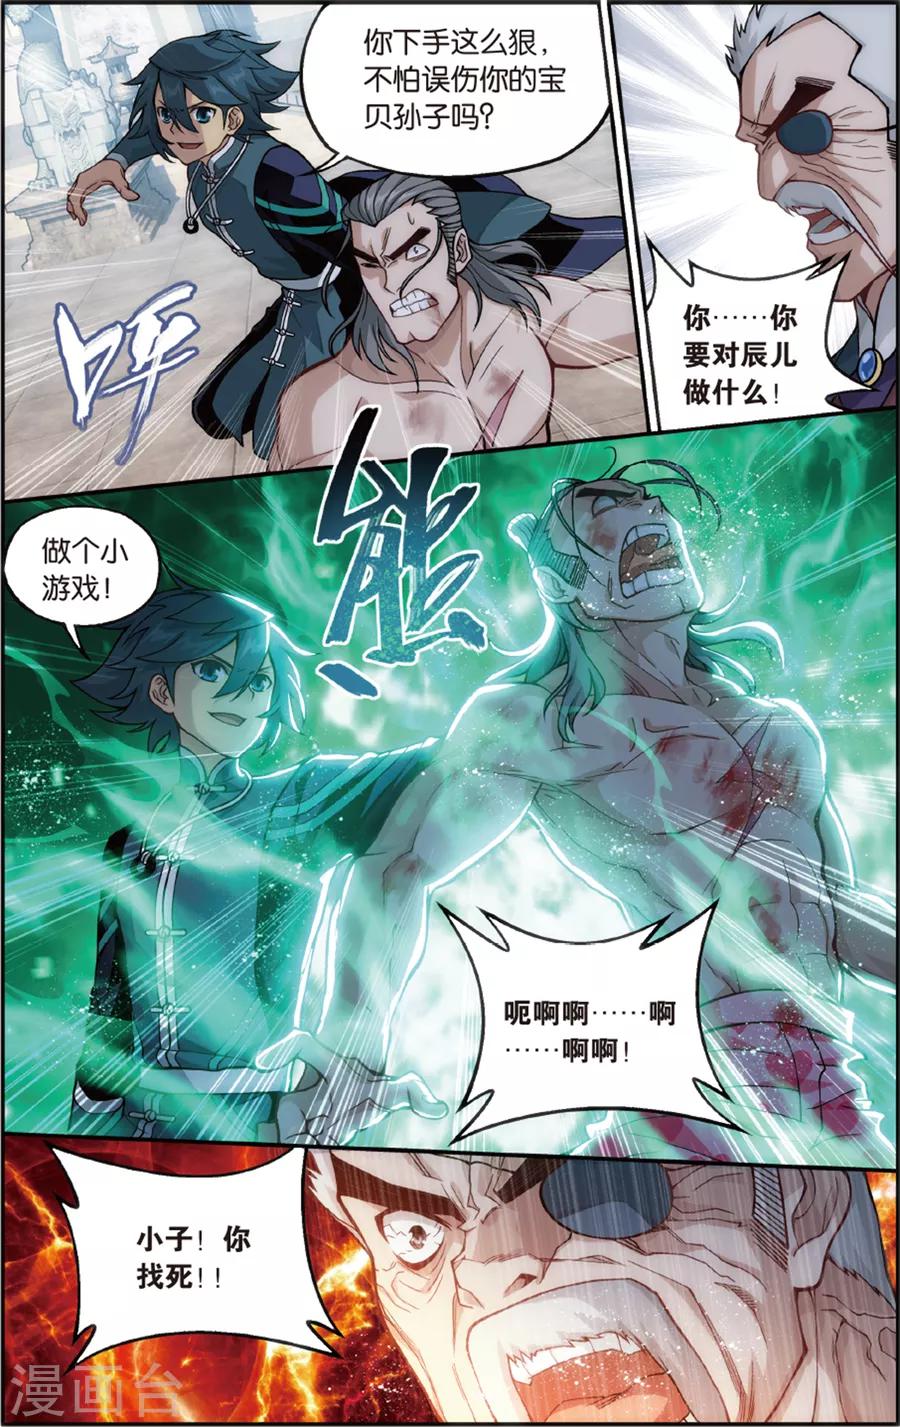 你下手这么狠，
不怕误伤你的宝
贝孙子吗？
你……你
要对辰儿
做什么！
呼
熊
做个小
游戏！
呃啊啊……啊
……啊啊！
小子！你
找死！！
漫画台